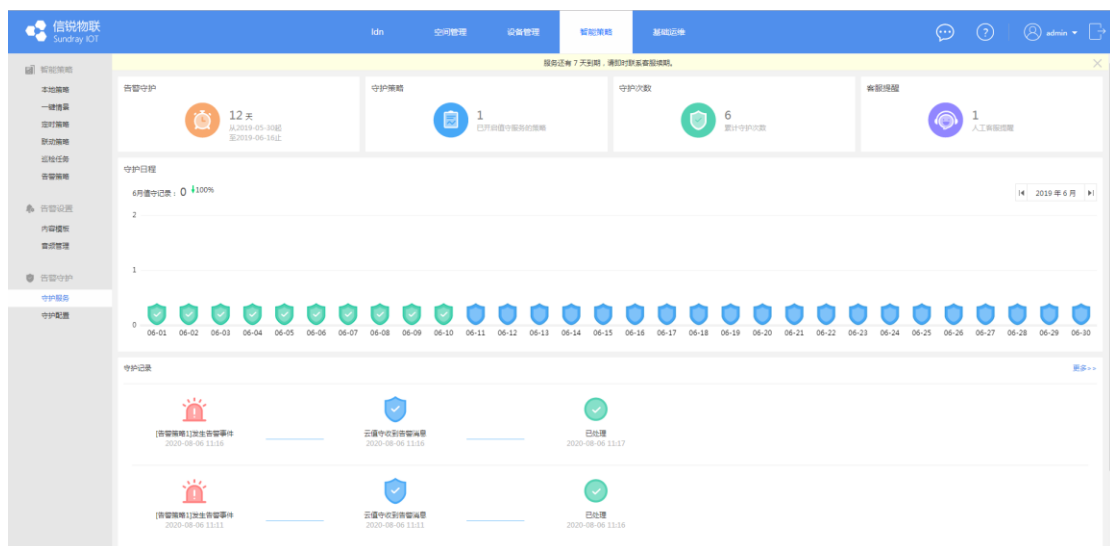 信锐物联
Sundray IOT
ldn
空间管理
设备管理
智能策略
基础运维
admin
服务还有 7 天到期，请即时联系客服续期。
智能策略
本地策略
一键情景
定时策略
联动策略
巡检任务
告警策略
告警设置
内容模板
音频管理
告警守护
守护服务
守护配置
告警守护
12 天
从2019-05-30起
至2019-06-16止
守护策略
1
已开启值守服务的策略
守护次数
6
累计守护次数
客服提醒
1
人工客服提醒
守护日程
6月值守记录： 0 100%
2019 年 6 月
2
1
0
06-01 06-02 06-03 06-04 06-05 06-06 06-07 06-08 06-09 06-10 06-11 06-12 06-13 06-14 06-15 06-16 06-17 06-18 06-19 06-20 06-21 06-22 06-23 06-24 06-25 06-26 06-27 06-28 06-29 06-30
守护记录
更多>>
[告警策略1]发生告警事件
2020-08-06 11:16
云值守收到告警消息
2020-08-06 11:16
已处理
2020-08-06 11:17
[告警策略1]发生告警事件
2020-08-06 11:11
云值守收到告警消息
2020-08-06 11:11
已处理
2020-08-06 11:16